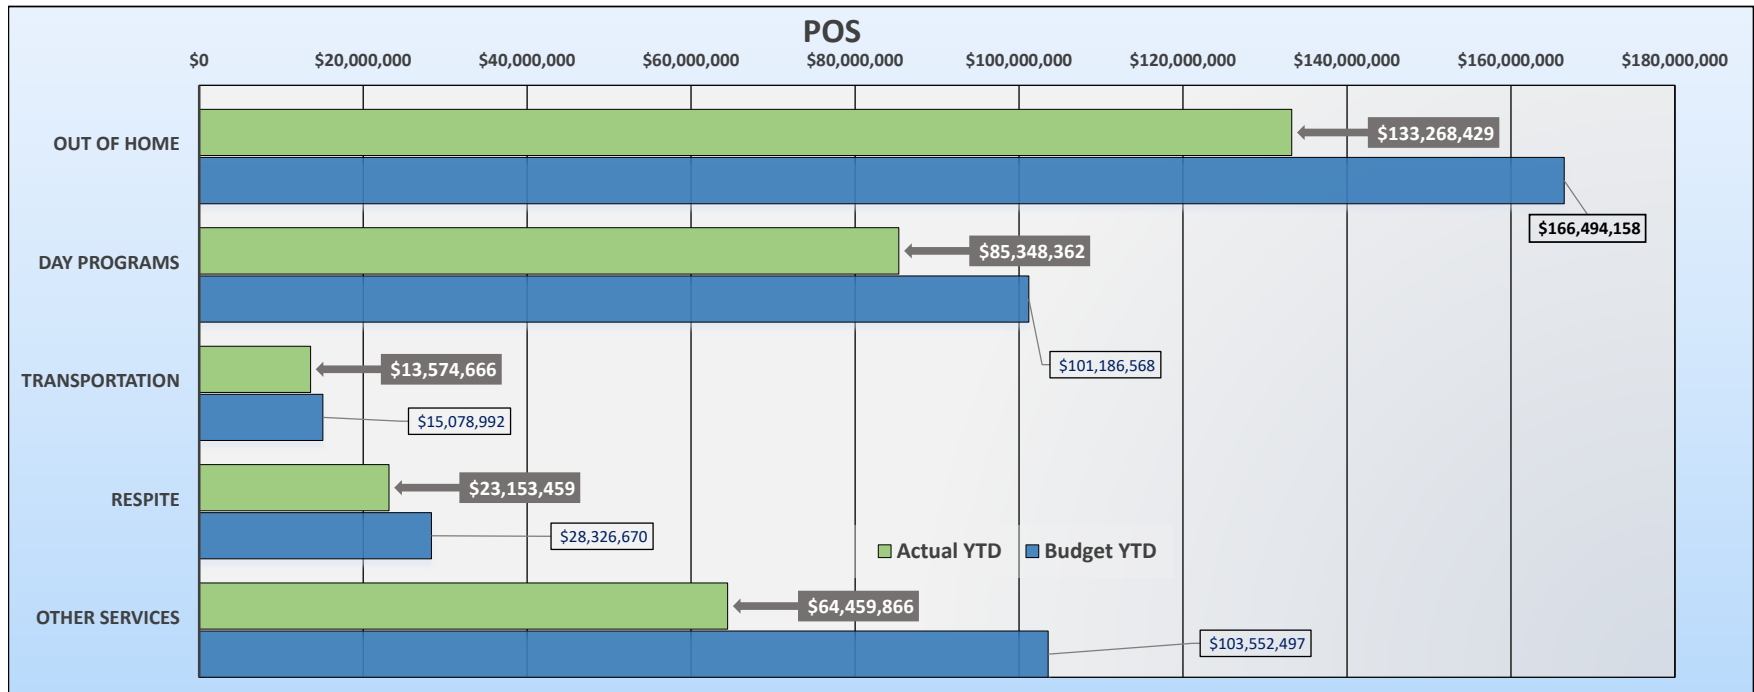 POS
$0 $20,000,000 $40,000,000 $60,000,000 $80,000,000 $100,000,000 $120,000,000 $140,000,000 $160,000,000 $180,000,000
OUT OF HOME
$133,268,429
$166,494,158
DAY PROGRAMS
$85,348,362
$101,186,568
TRANSPORTATION
$13,574,666
$15,078,992
RESPITE
$23,153,459
$28,326,670
Actual YTD Budget YTD
OTHER SERVICES
$64,459,866
$103,552,497